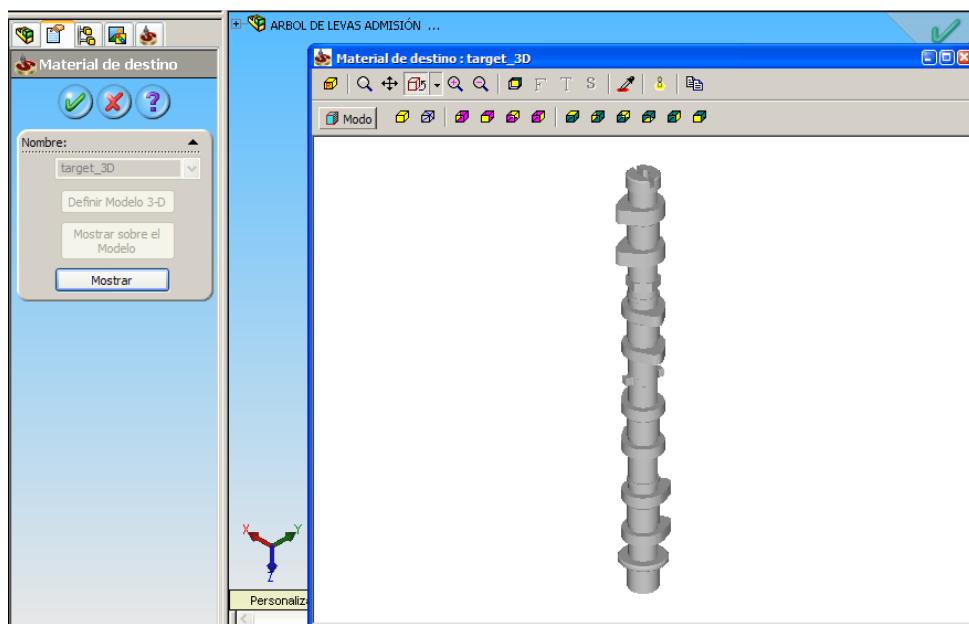 ARBOL DE LEVAS ADMISIÓN ...
Material de destino
Nombre:
target_3D
Definir Modelo 3-D
Mostrar sobre el
Modelo
Mostrar
Material de destino : target_3D
F T S
Modo
X
Y
Z